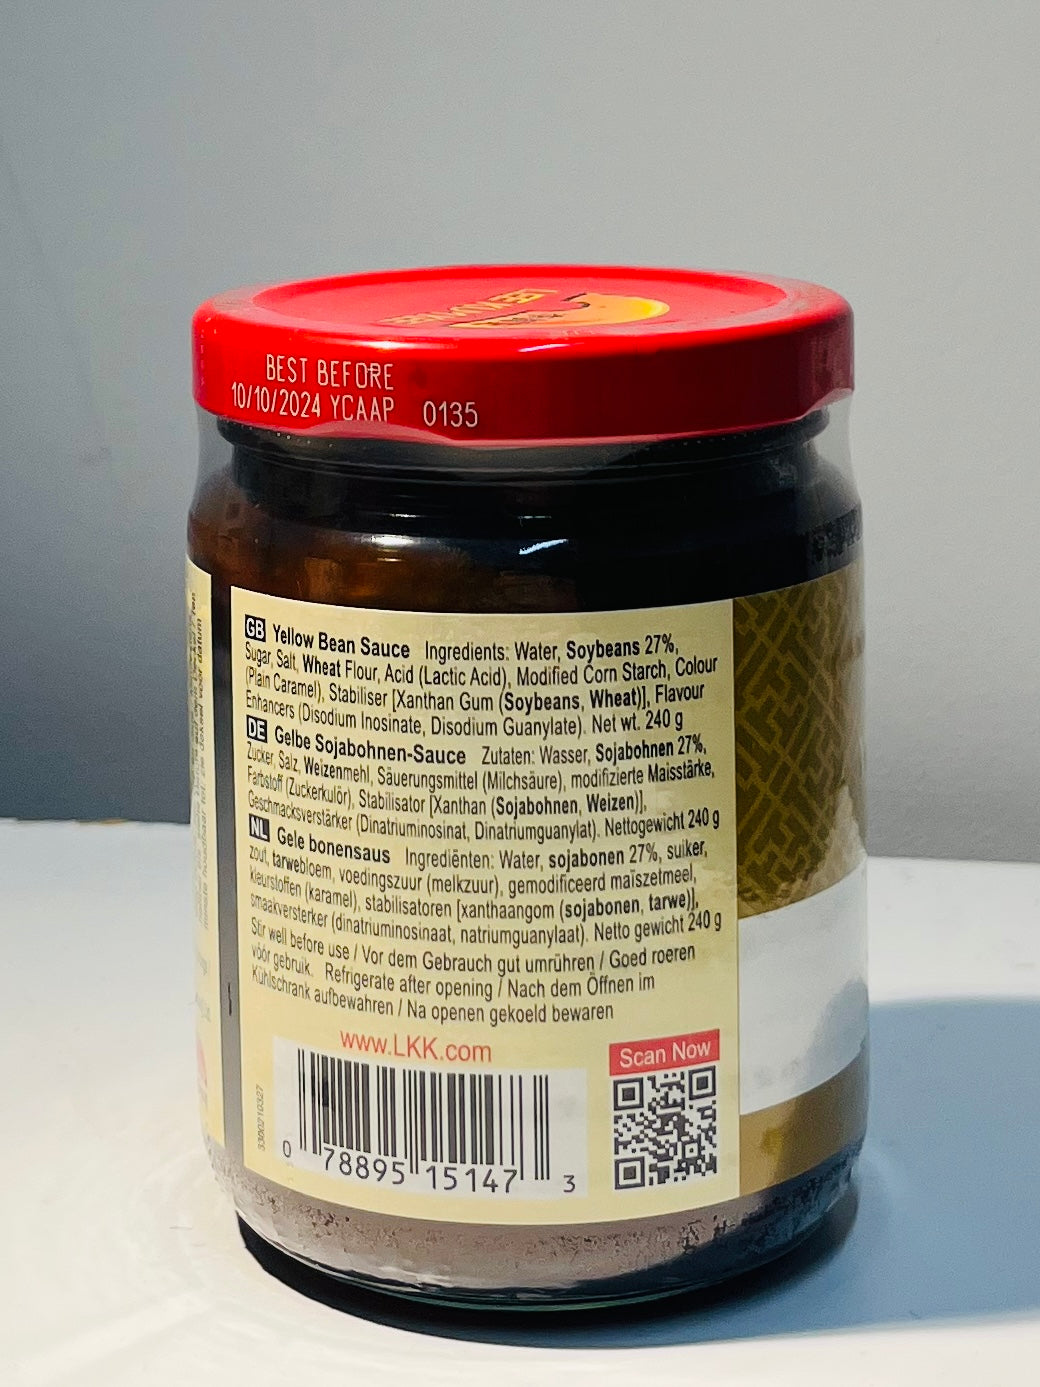 LEE KUM KEE
BEST BEFORE
10/10/2024 YCAAP 0135
GB Yellow Bean Sauce Ingredients: Water, Soybeans 27%,
Sugar, Salt, Wheat Flour, Acid (Lactic Acid), Modified Corn Starch, Colour
(Plain Caramel), Stabiliser [Xanthan Gum (Soybeans, Wheat)], Flavour
Enhancers (Disodium Inosinate, Disodium Guanylate). Net wt. 240 g
DE Gelbe Sojabohnen-Sauce Zutaten: Wasser, Sojabohnen 27%,
Zucker, Salz, Weizenmehl, Säuerungsmittel (Milchsäure), modifizierte Maisstärke,
Farbstoff (Zuckerkulör), Stabilisator [Xanthan (Sojabohnen, Weizen)],
Geschmacksverstärker (Dinatriuminosinat, Dinatriumguanylat). Nettogewicht 240 g
NL Gele bonensaus Ingrediënten: Water, sojabonen 27%, suiker,
zout, tarwebloem, voedingszuur (melkzuur), gemodificeerd maïszetmeel,
kleurstoffen (karamel), stabilisatoren [xanthaangom (sojabonen, tarwe)],
smaakversterker (dinatriuminosinaat, natriumguanylaat). Netto gewicht 240 g
Stir well before use / Vor dem Gebrauch gut umrühren / Goed roeren
vóór gebruik. Refrigerate after opening / Nach dem Öffnen im
Kühlschrank aufbewahren / Na openen gekoeld bewaren
www.LKK.com
Scan Now
3300210327
0 78895 15147 3